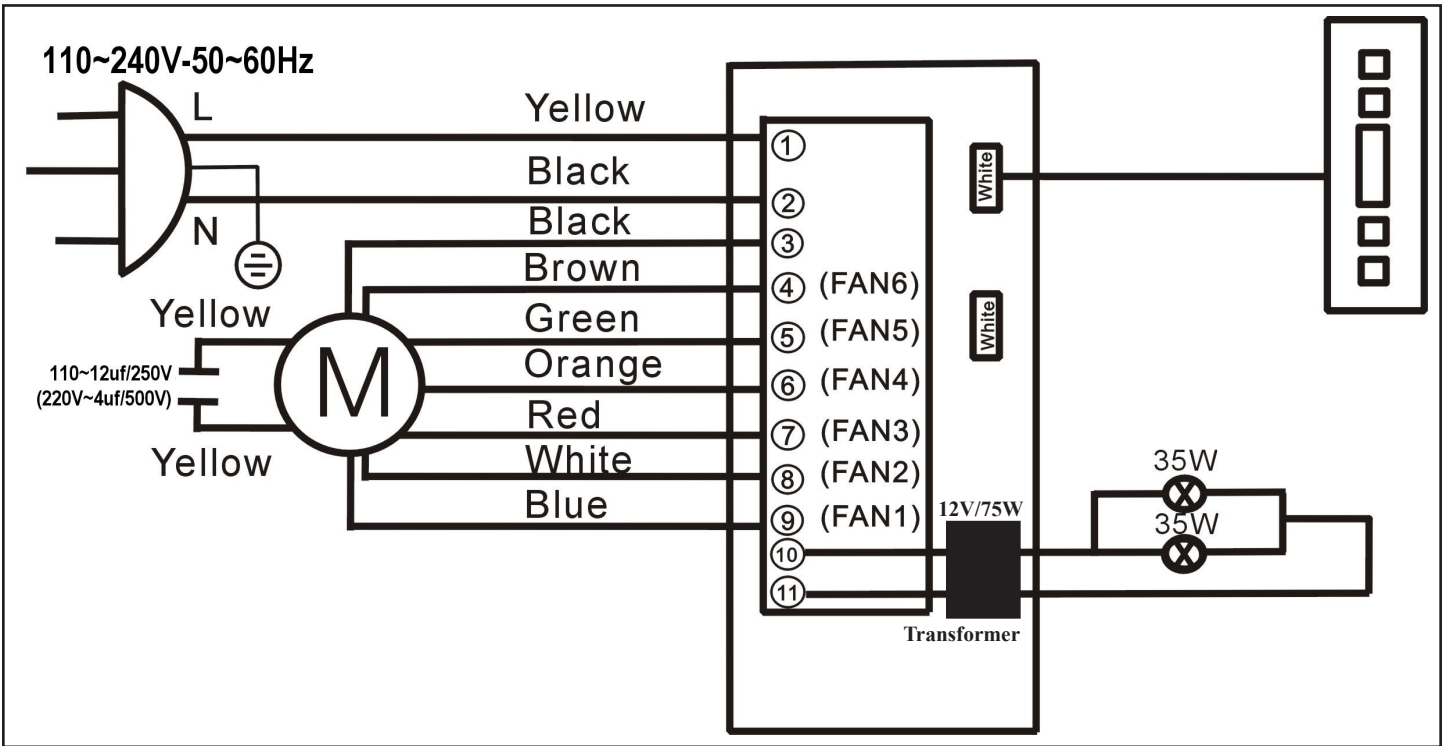 110~240V-50~60Hz
L
N
Yellow
Black
Black
Brown
Green
Orange
Red
White
Blue
Yellow
110~12uf/250V
(220V~4uf/500V)
Yellow
M
1
2
3
4 (FAN6)
5 (FAN5)
6 (FAN4)
7 (FAN3)
8 (FAN2)
9 (FAN1)
10
11
White
White
12V/75W
Transformer
35W
35W